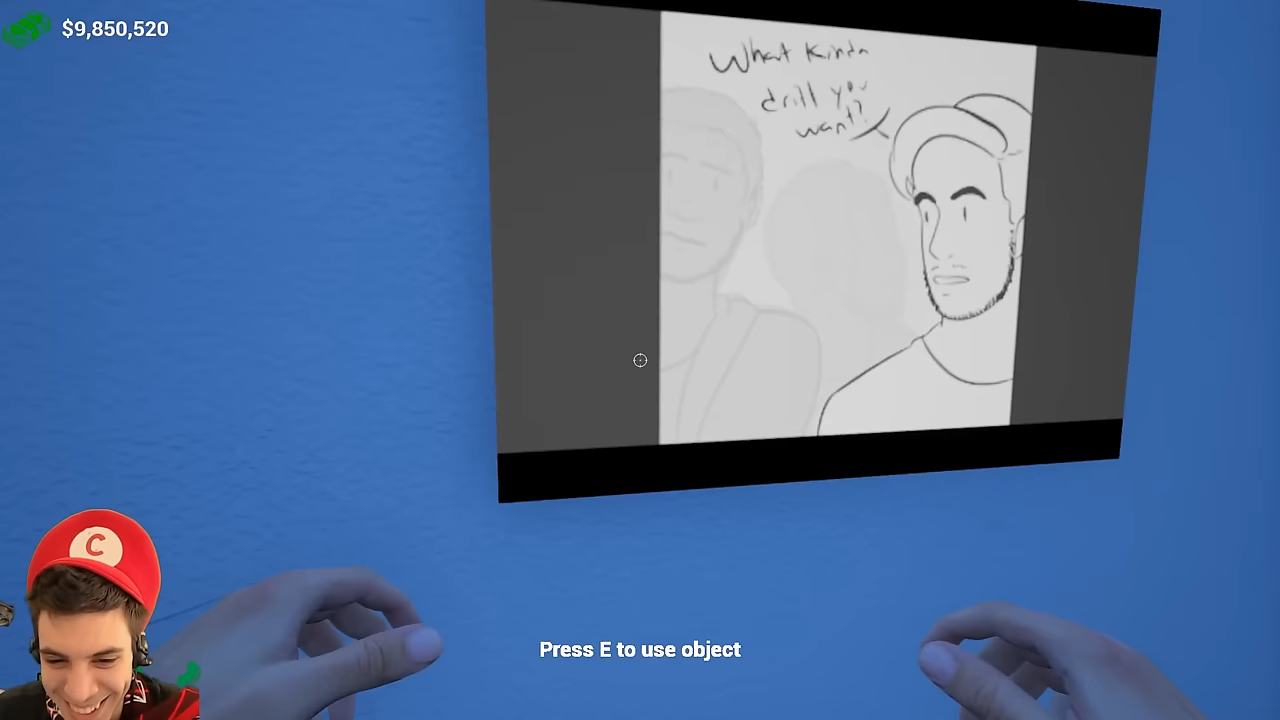 $9,850,520
What kinda
drill you
want?
C
Press E to use object